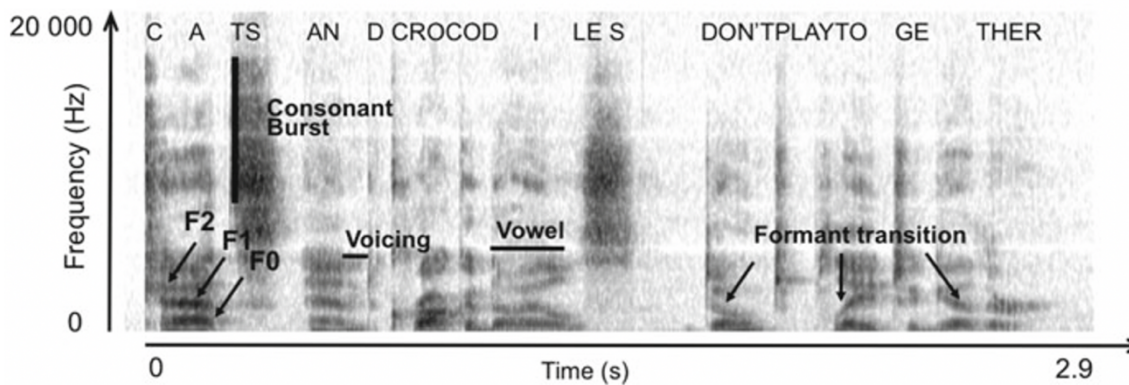 20 000
C A TS AN D CROCOD I LE S DON'TPLAYTO GE THER
Consonant
Burst
Frequency (Hz)
F2
F1
F0
Voicing
Vowel
Formant transition
0
0
Time (s)
2.9